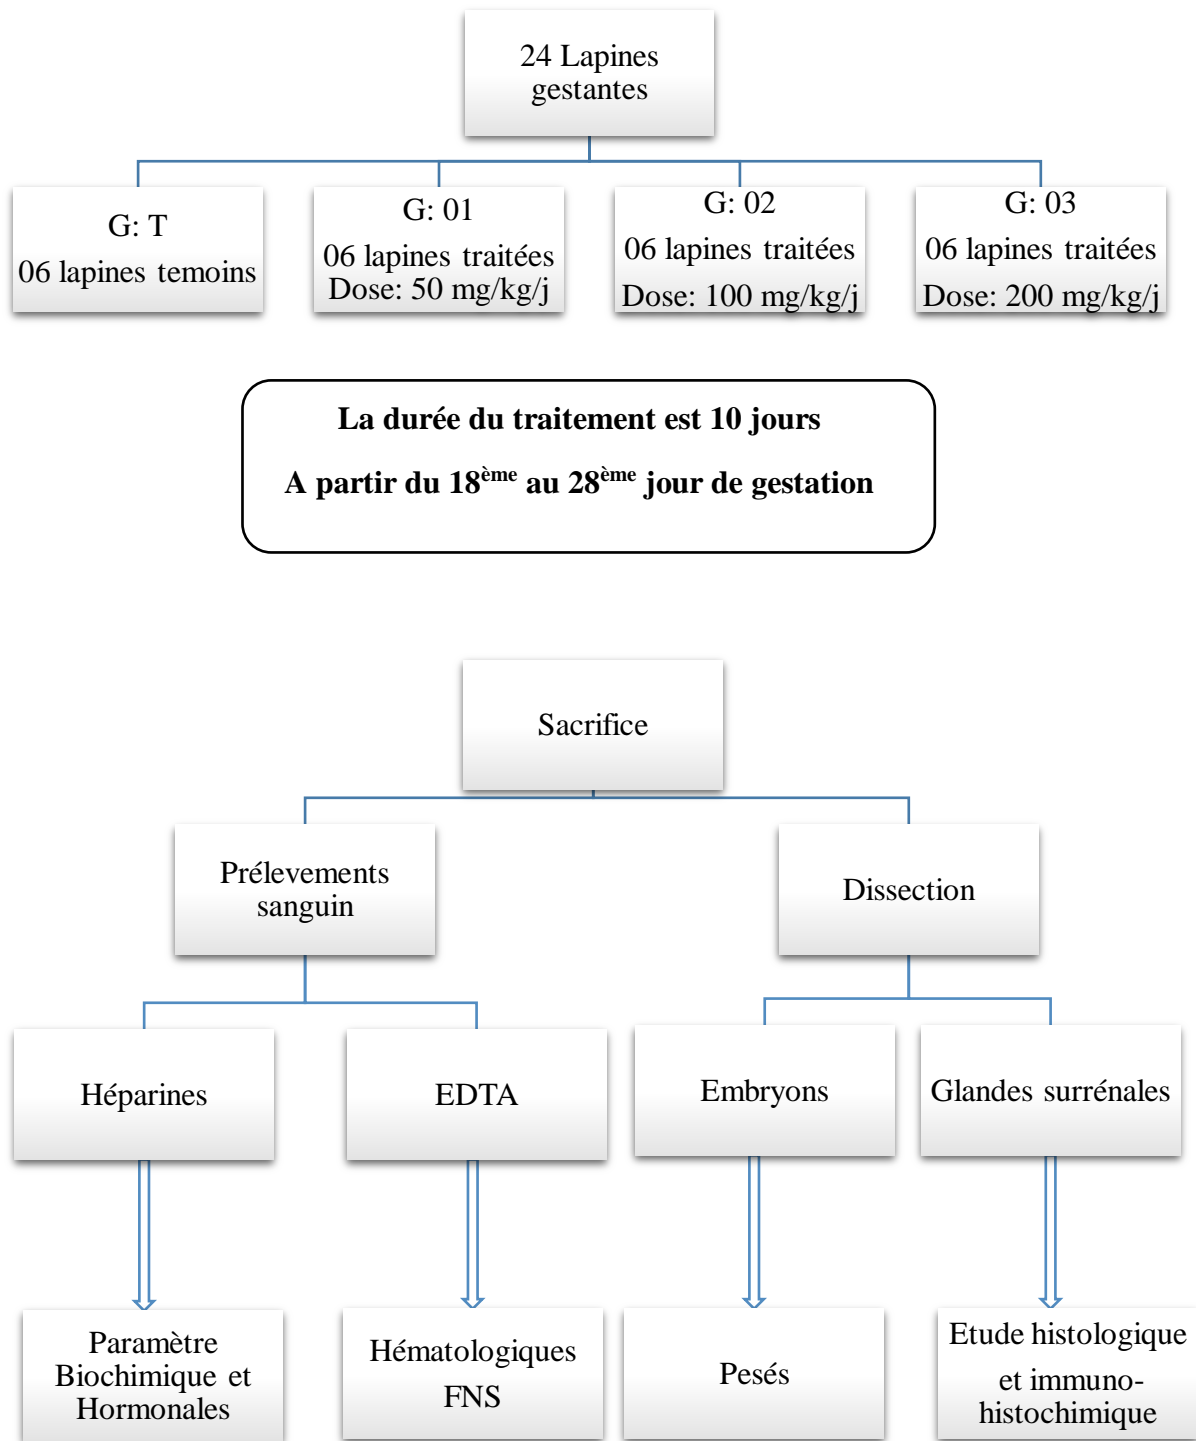 24 Lapines
gestantes
G: T
06 lapines temoins
G: 01
06 lapines traitées
Dose: 50 mg/kg/j
G: 02
06 lapines traitées
Dose: 100 mg/kg/j
G: 03
06 lapines traitées
Dose: 200 mg/kg/j
La durée du traitement est 10 jours
A partir du 18ème au 28ème jour de gestation
Sacrifice
Prélevements
sanguin
Dissection
Héparines
EDTA
Embryons
Glandes surrénales
Paramètre
Biochimique et
Hormonales
Hématologiques
FNS
Pesés
Etude histologique
et immuno-
histochimique